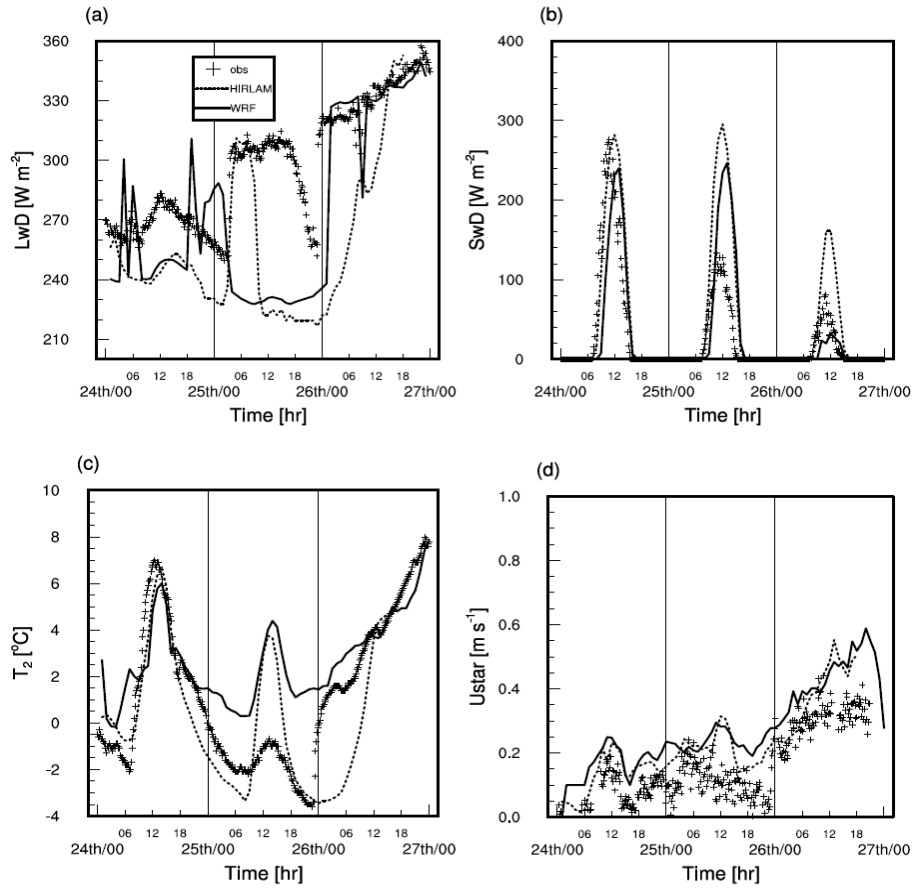 (a)
(b)
360
330
300
270
240
210
LwD [W m-2]
obs
HIRLAM
WRF
06 12 18 06 12 18 06 12 18
24th/00 25th/00 26th/00 27th/00
Time [hr]
400
300
200
100
0
SwD [W m-2]
06 12 18 06 12 18 06 12 18
24th/00 25th/00 26th/00 27th/00
Time [hr]
(c)
(d)
10
8
6
4
2
0
-2
-4
T2 [ºC]
06 12 18 06 12 18 06 12 18
24th/00 25th/00 26th/00 27th/00
Time [hr]
1.0
0.8
0.6
0.4
0.2
0.0
Ustar [m s-1]
06 12 18 06 12 18 06 12 18
24th/00 25th/00 26th/00 27th/00
Time [hr]